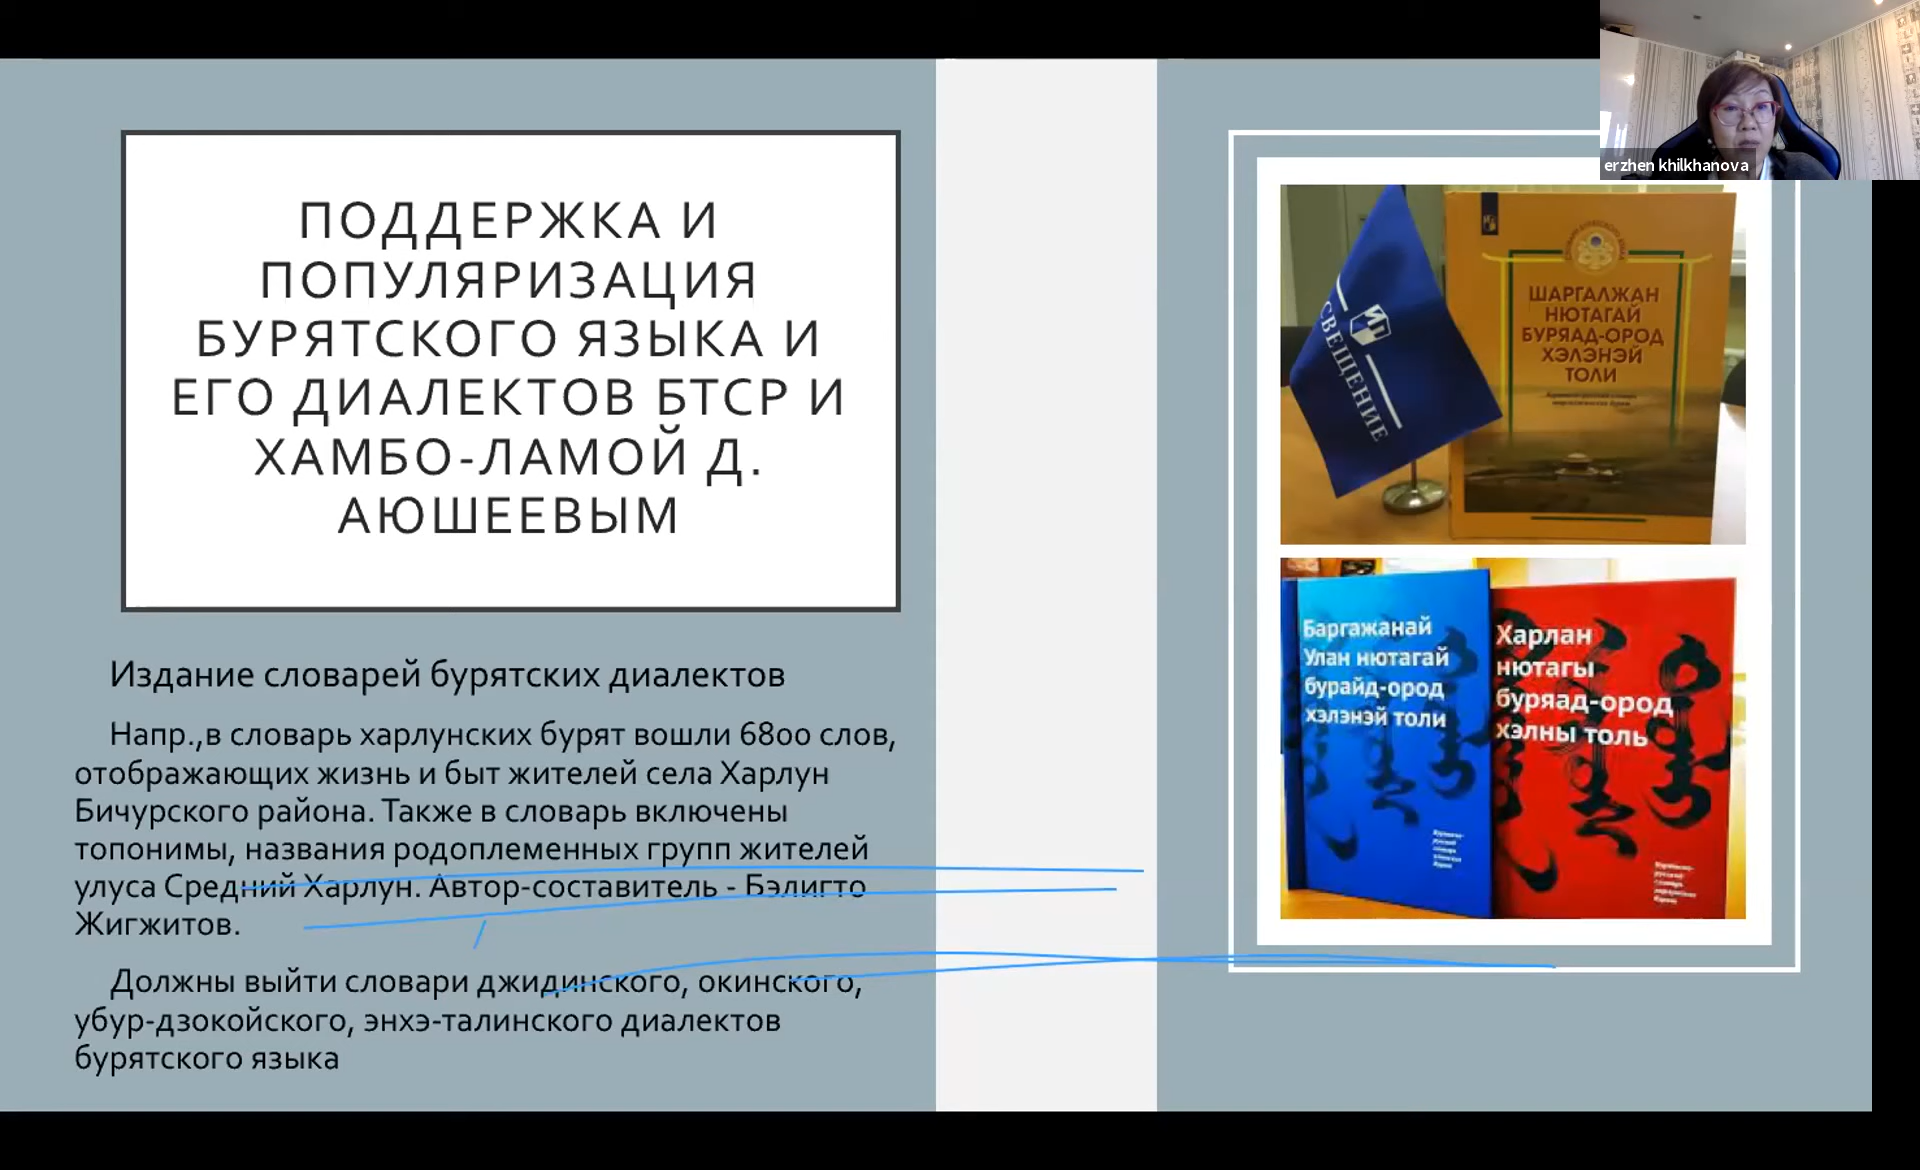 ПОДДЕРЖКА И
ПОПУЛЯРИЗАЦИЯ
БУРЯТСКОГО ЯЗЫКА И
ЕГО ДИАЛЕКТОВ БТСР И
ХАМБО-ЛАМОЙ Д.
АЮШЕЕВЫМ
Издание словарей бурятских диалектов
Напр.,в словарь харлунских бурят вошли 6800 слов,
отображающих жизнь и быт жителей села Харлун
Бичурского района. Также в словарь включены
топонимы, названия родоплеменных групп жителей
улуса Средний Харлун. Автор-составитель - Бэлигто
Жигжитов.
Должны выйти словари джидинского, окинского,
убур-дзокойского, энхэ-талинского диалектов
бурятского языка
erzhen khilkhanova
СВЕЩЕНИЕ
ШАРГАЛЖАН
НЮТАГАЙ
БУРЯАД-ОРОД
ХЭЛЭНЭЙ
ТОЛИ
Баргажанай
Улан нютагай
бурайд-ород
хэлэнэй толи
Харлан
нютагы
буряад-ород
хэлны толь